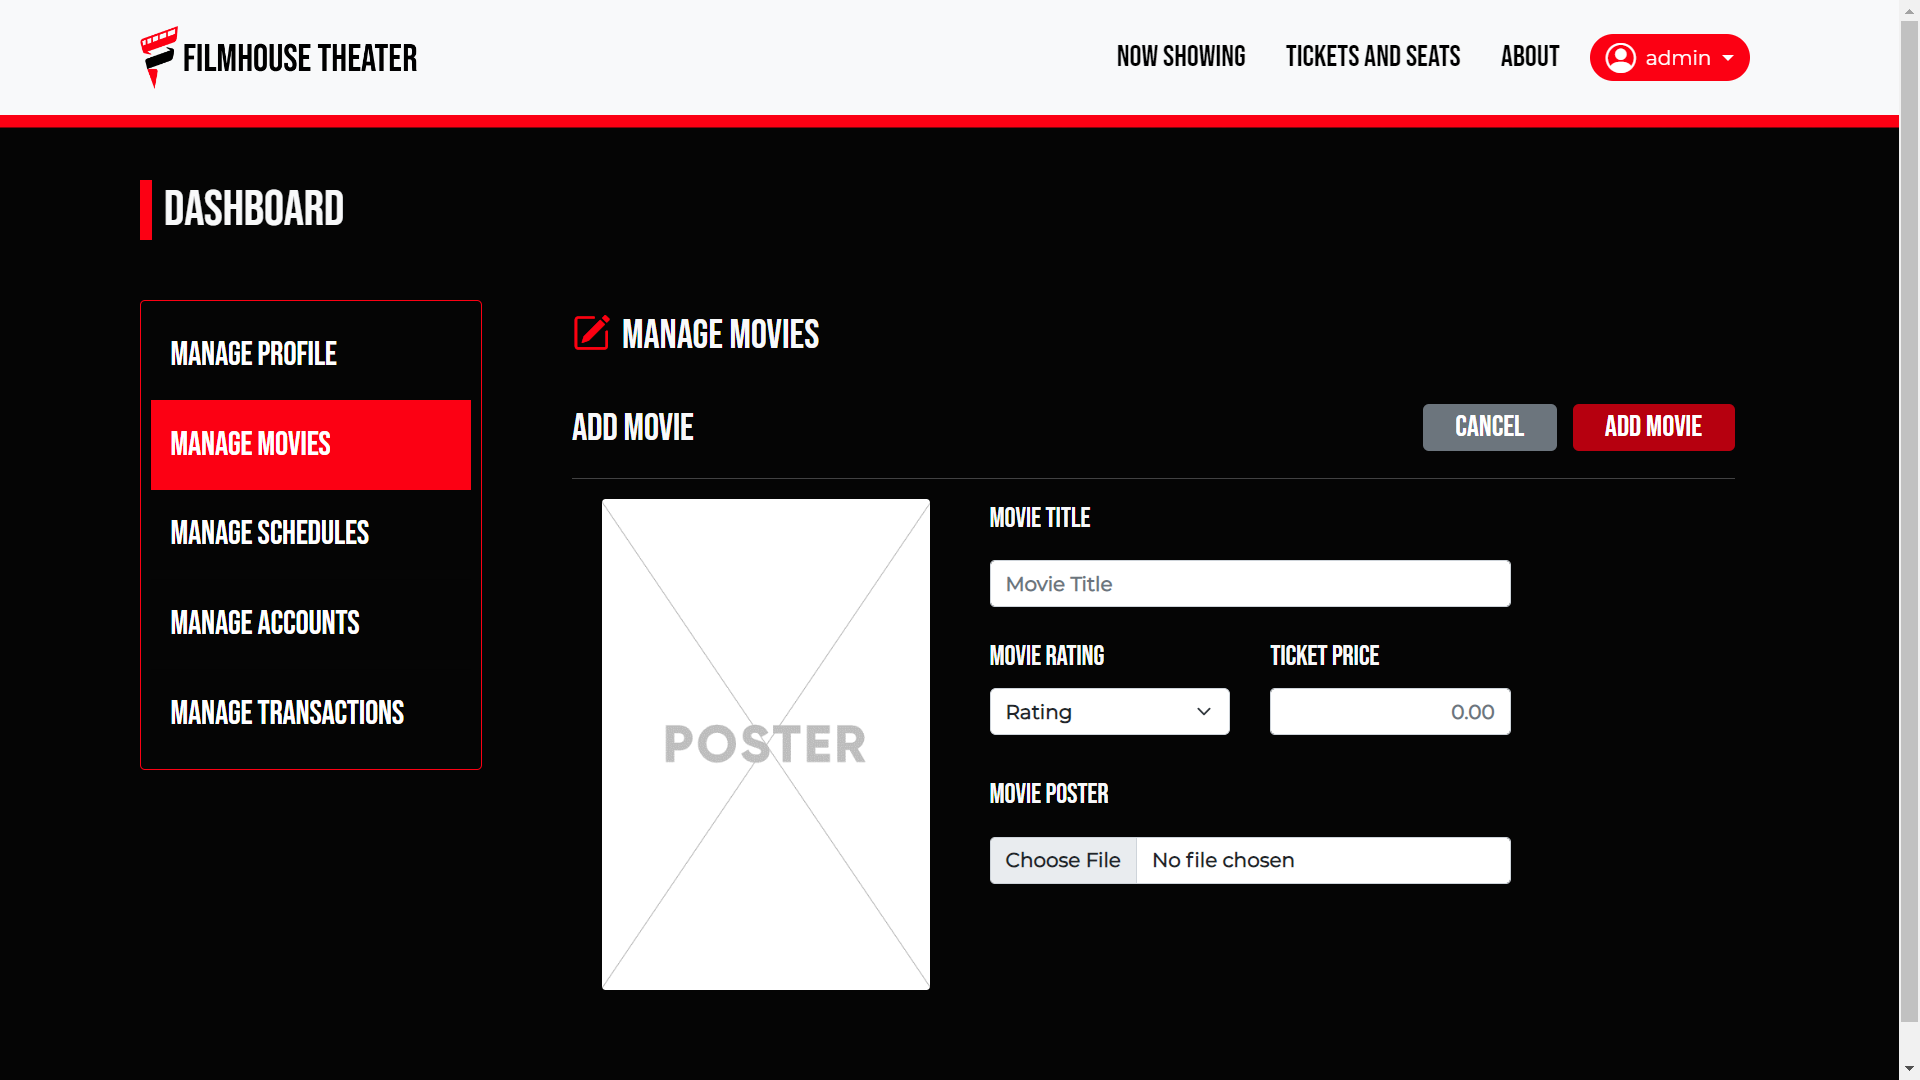 FILMHOUSE THEATER
NOW SHOWING
TICKETS AND SEATS
ABOUT
admin
DASHBOARD
MANAGE PROFILE
MANAGE MOVIES
MANAGE SCHEDULES
MANAGE ACCOUNTS
MANAGE TRANSACTIONS
MANAGE MOVIES
ADD MOVIE
CANCEL
ADD MOVIE
POSTER
MOVIE TITLE
Movie Title
MOVIE RATING
TICKET PRICE
Rating
0.00
MOVIE POSTER
Choose File
No file chosen